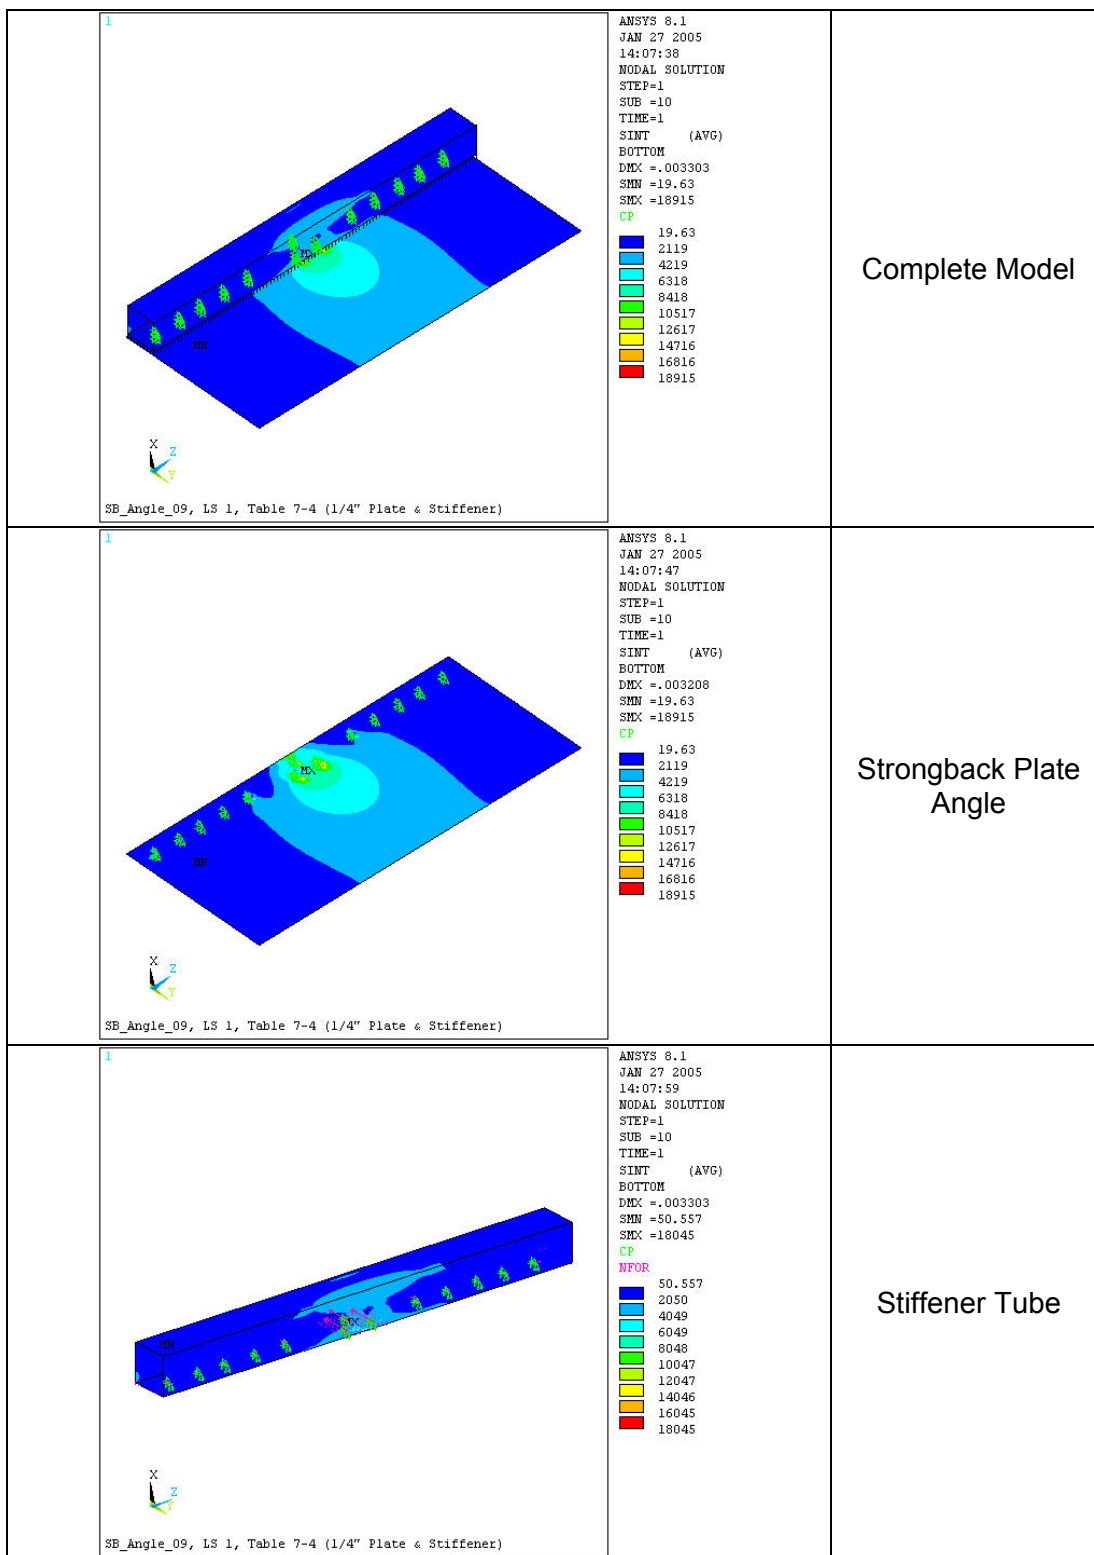 1
ANSYS 8.1
JAN 27 2005
14:07:38
NODAL SOLUTION
STEP=1
SUB =10
TIME=1
SINT (AVG)
BOTTOM
DMX =.003303
SMN =19.63
SMX =18915
CP
19.63
2119
4219
6318
8418
10517
12617
14716
16816
18915
MX
MN
X
Z
Y
SB_Angle_09, LS 1, Table 7-4 (1/4" Plate & Stiffener)
Complete Model
1
ANSYS 8.1
JAN 27 2005
14:07:47
NODAL SOLUTION
STEP=1
SUB =10
TIME=1
SINT (AVG)
BOTTOM
DMX =.003208
SMN =19.63
SMX =18915
CP
19.63
2119
4219
6318
8418
10517
12617
14716
16816
18915
MX
MN
X
Z
Y
SB_Angle_09, LS 1, Table 7-4 (1/4" Plate & Stiffener)
Strongback Plate
Angle
1
ANSYS 8.1
JAN 27 2005
14:07:59
NODAL SOLUTION
STEP=1
SUB =10
TIME=1
SINT (AVG)
BOTTOM
DMX =.003303
SMN =50.557
SMX =18045
CP
NFOR
50.557
2050
4049
6049
8048
10047
12047
14046
16045
18045
MX
MN
X
Z
Y
SB_Angle_09, LS 1, Table 7-4 (1/4" Plate & Stiffener)
Stiffener Tube